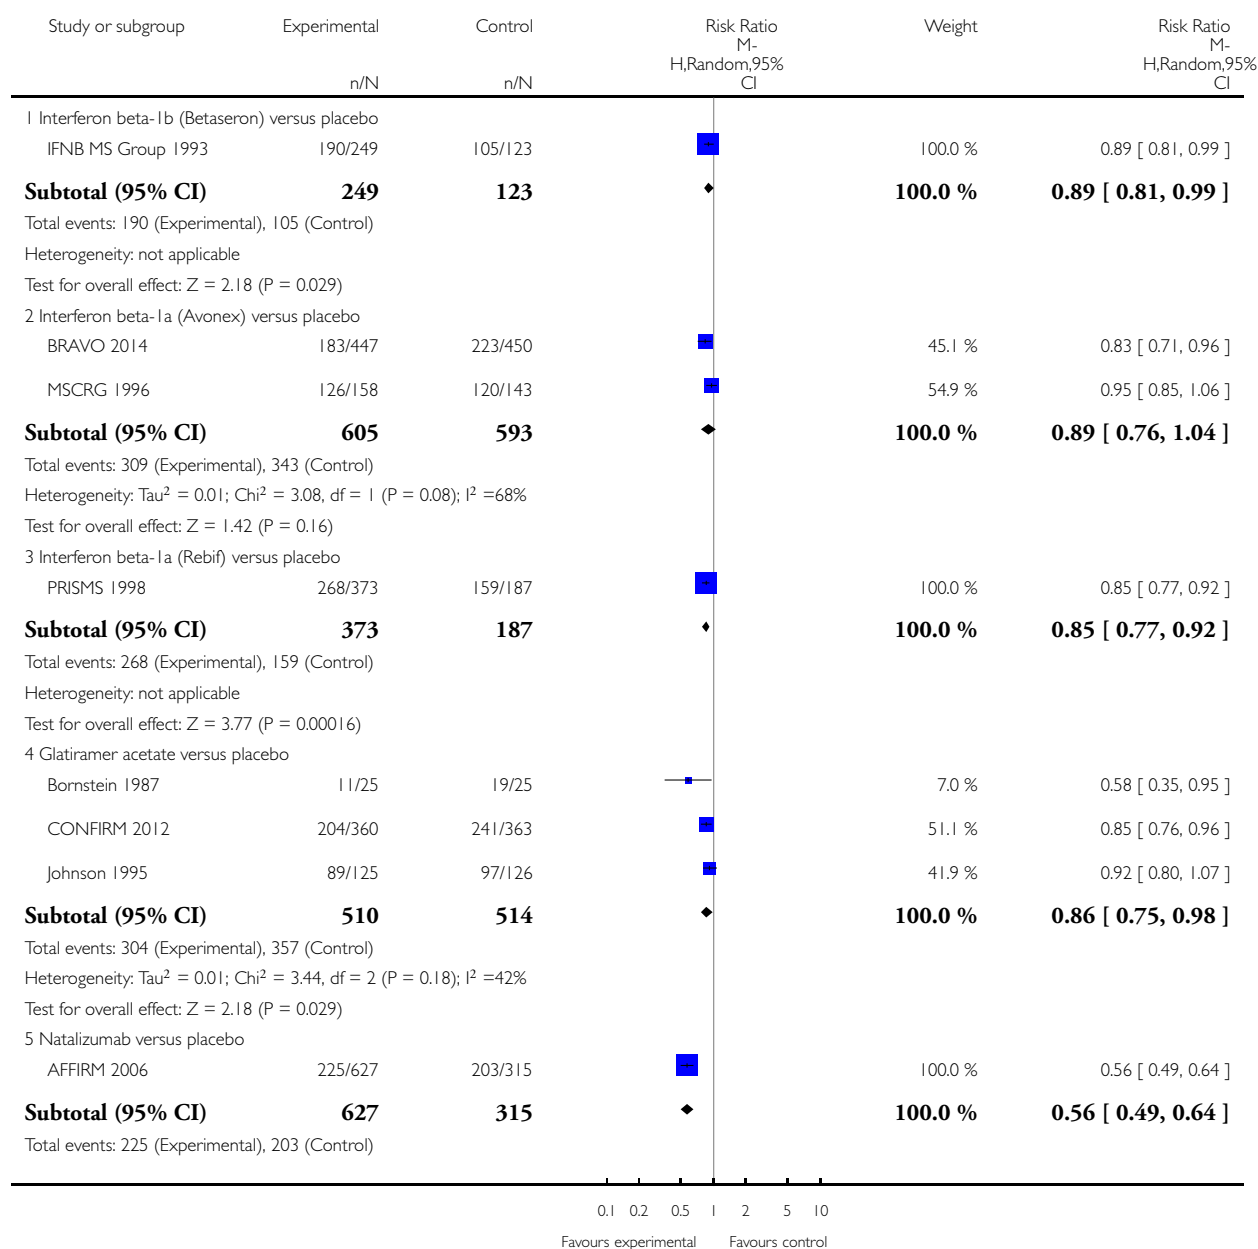 Study or subgroup Experimental Control Risk Ratio Weight Risk Ratio
M- M-
H,Random,95% H,Random,95%
n/N n/N CI CI
1 Interferon beta-1b (Betaseron) versus placebo
IFNB MS Group 1993 190/249 105/123 100.0 % 0.89 [ 0.81, 0.99 ]
Subtotal (95% CI) 249 123 100.0 % 0.89 [ 0.81, 0.99 ]
Total events: 190 (Experimental), 105 (Control)
Heterogeneity: not applicable
Test for overall effect: Z = 2.18 (P = 0.029)
2 Interferon beta-1a (Avonex) versus placebo
BRAVO 2014 183/447 223/450 45.1 % 0.83 [ 0.71, 0.96 ]
MSCRG 1996 126/158 120/143 54.9 % 0.95 [ 0.85, 1.06 ]
Subtotal (95% CI) 605 593 100.0 % 0.89 [ 0.76, 1.04 ]
Total events: 309 (Experimental), 343 (Control)
Heterogeneity: Tau² = 0.01; Chi² = 3.08, df = 1 (P = 0.08); I² =68%
Test for overall effect: Z = 1.42 (P = 0.16)
3 Interferon beta-1a (Rebif) versus placebo
PRISMS 1998 268/373 159/187 100.0 % 0.85 [ 0.77, 0.92 ]
Subtotal (95% CI) 373 187 100.0 % 0.85 [ 0.77, 0.92 ]
Total events: 268 (Experimental), 159 (Control)
Heterogeneity: not applicable
Test for overall effect: Z = 3.77 (P = 0.00016)
4 Glatiramer acetate versus placebo
Bornstein 1987 11/25 19/25 7.0 % 0.58 [ 0.35, 0.95 ]
CONFIRM 2012 204/360 241/363 51.1 % 0.85 [ 0.76, 0.96 ]
Johnson 1995 89/125 97/126 41.9 % 0.92 [ 0.80, 1.07 ]
Subtotal (95% CI) 510 514 100.0 % 0.86 [ 0.75, 0.98 ]
Total events: 304 (Experimental), 357 (Control)
Heterogeneity: Tau² = 0.01; Chi² = 3.44, df = 2 (P = 0.18); I² =42%
Test for overall effect: Z = 2.18 (P = 0.029)
5 Natalizumab versus placebo
AFFIRM 2006 225/627 203/315 100.0 % 0.56 [ 0.49, 0.64 ]
Subtotal (95% CI) 627 315 100.0 % 0.56 [ 0.49, 0.64 ]
Total events: 225 (Experimental), 203 (Control)
0.1 0.2 0.5 1 2 5 10
Favours experimental Favours control